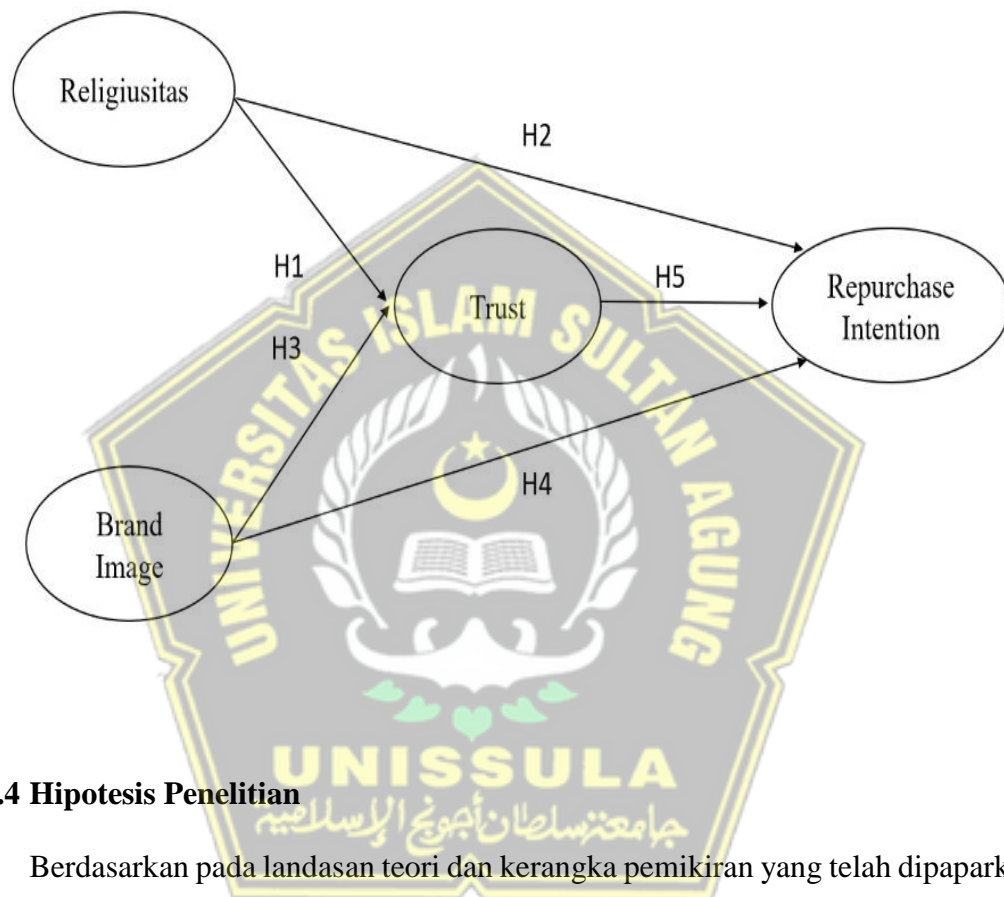 Religiusitas
H2
H1
Trust
H5
Repurchase
Intention
H3
H4
Brand
Image
UNIVERSITAS ISLAM SULTAN AGUNG
UNISSULA
جامعة سلطان أجونج الإسلامية
.4 Hipotesis Penelitian
Berdasarkan pada landasan teori dan kerangka pemikiran yang telah dipapark